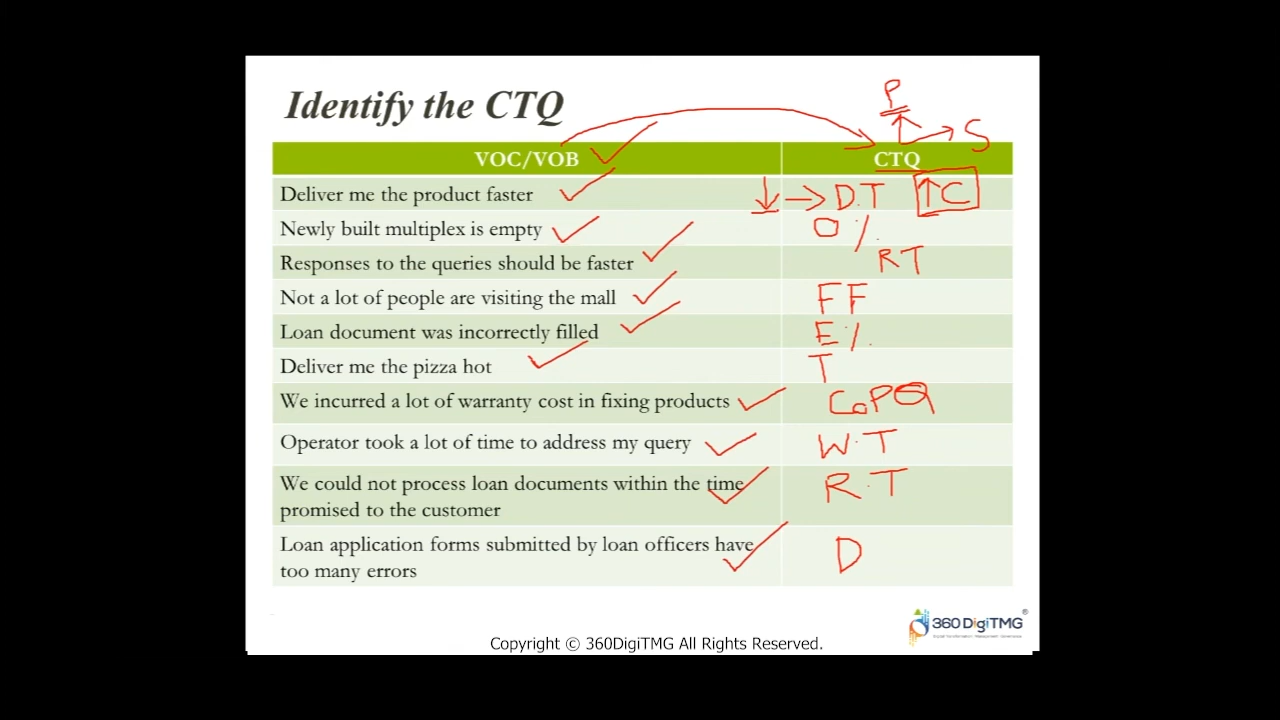 P
Identify the CTQ
S
VOC/VOB CTQ
Deliver me the product faster ↓ → D.T ↑C
Newly built multiplex is empty O %
Responses to the queries should be faster RT
Not a lot of people are visiting the mall FF
Loan document was incorrectly filled E%
Deliver me the pizza hot T
We incurred a lot of warranty cost in fixing products CoPQ
Operator took a lot of time to address my query W.T
We could not process loan documents within the time R.T
promised to the customer
Loan application forms submitted by loan officers have D
too many errors
360DigiTMG®
Copyright © 360DigiTMG All Rights Reserved.